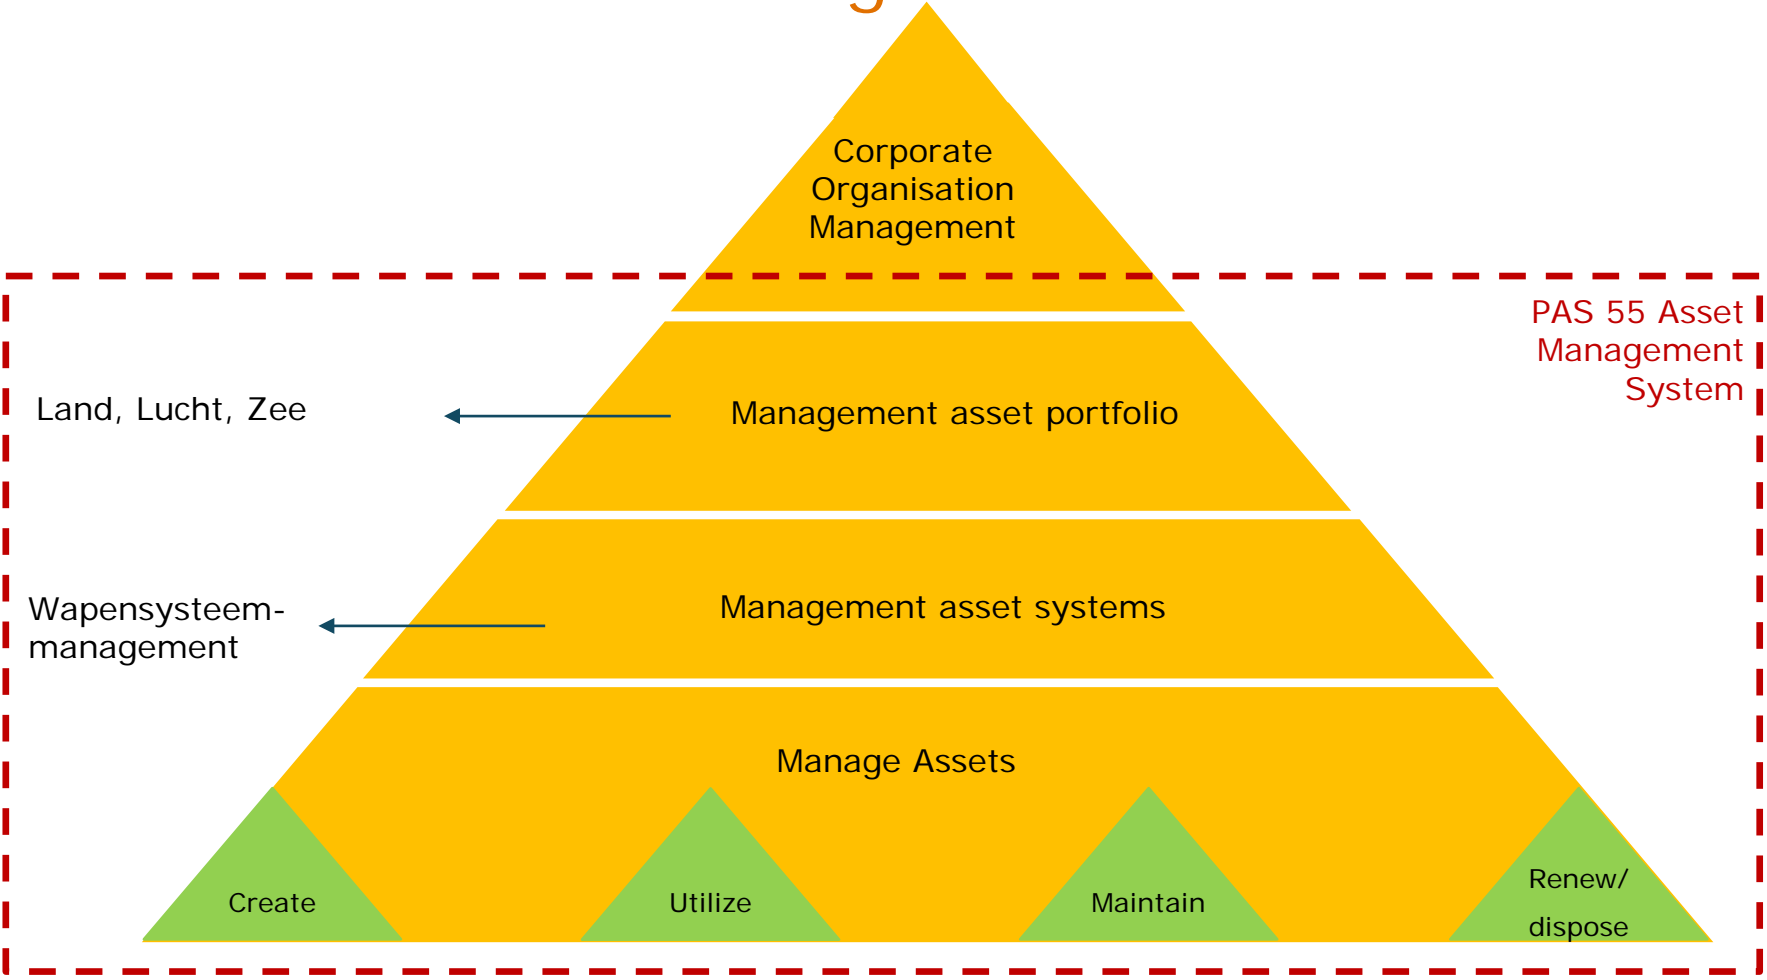 Corporate
Organisation
Management
PAS 55 Asset
Management
System
Land, Lucht, Zee
Management asset portfolio
Wapensysteem-
management
Management asset systems
Manage Assets
Create
Utilize
Maintain
Renew/
dispose